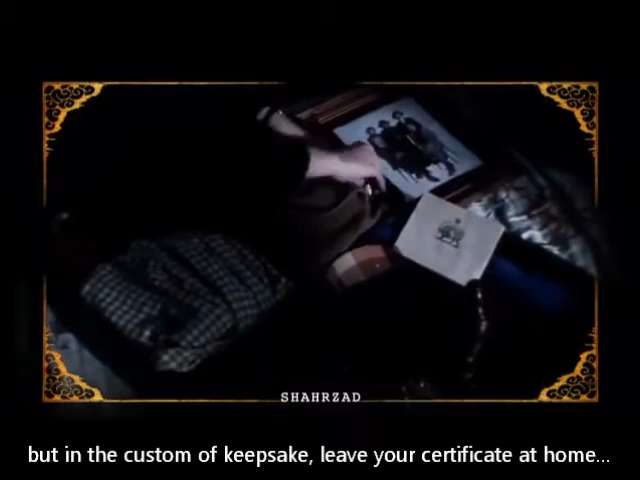 SHAHRZAD
but in the custom of keepsake, leave your certificate at home...